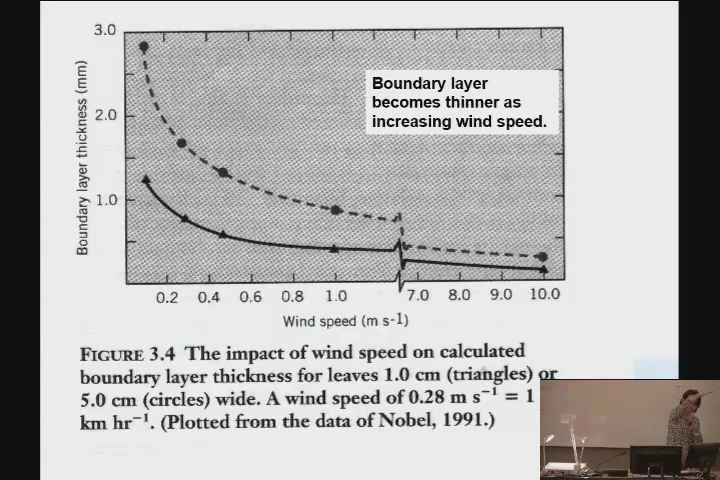 3.0
2.0
1.0
Boundary layer thickness (mm)
Boundary layer
becomes thinner as
increasing wind speed.
0.2 0.4 0.6 0.8 1.0 7.0 8.0 9.0 10.0
Wind speed (m s-1)
FIGURE 3.4 The impact of wind speed on calculated
boundary layer thickness for leaves 1.0 cm (triangles) or
5.0 cm (circles) wide. A wind speed of 0.28 m s⁻¹ = 1
km hr⁻¹. (Plotted from the data of Nobel, 1991.)